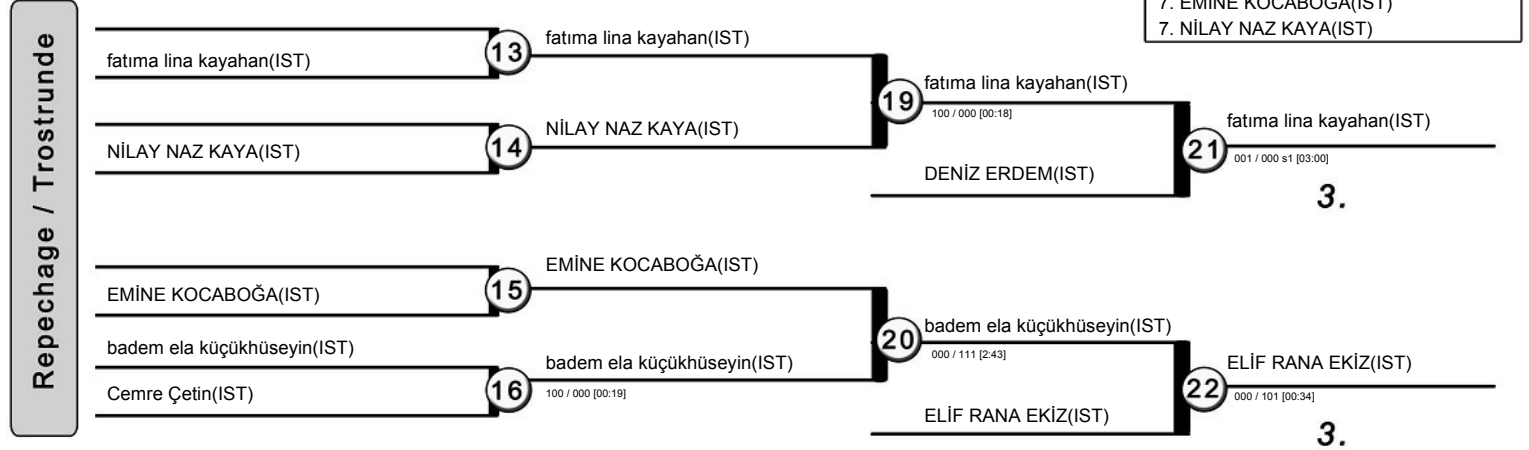 7. EMİNE KOCABOĞA(IST)
7. NİLAY NAZ KAYA(IST)
Repechage / Trostrunde
fatıma lina kayahan(IST)
13
fatıma lina kayahan(IST)
NİLAY NAZ KAYA(IST)
14
NİLAY NAZ KAYA(IST)
19
fatıma lina kayahan(IST)
100 / 000 [00:18]
DENİZ ERDEM(IST)
21
fatıma lina kayahan(IST)
001 / 000 s1 [03:00]
3.
EMİNE KOCABOĞA(IST)
15
EMİNE KOCABOĞA(IST)
badem ela küçükhüseyin(IST)
Cemre Çetin(IST)
16
badem ela küçükhüseyin(IST)
100 / 000 [00:19]
20
badem ela küçükhüseyin(IST)
000 / 111 [2:43]
ELİF RANA EKİZ(IST)
22
ELİF RANA EKİZ(IST)
000 / 101 [00:34]
3.